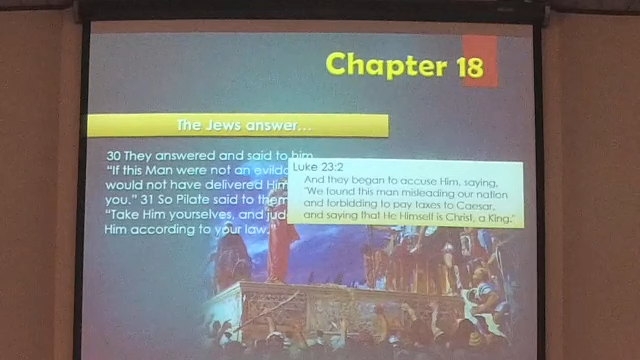 Chapter 18
The Jews answer...
30 They answered and said to him,
"If this Man were not an evildo
would not have delivered Him
you." 31 So Pilate said to them
"Take Him yourselves, and jud
Him according to your law.
Luke 23:2
And they began to accuse Him, saying,
"We found this man misleading our nation
and forbidding to pay taxes to Caesar,
and saying that He Himself is Christ, a King."